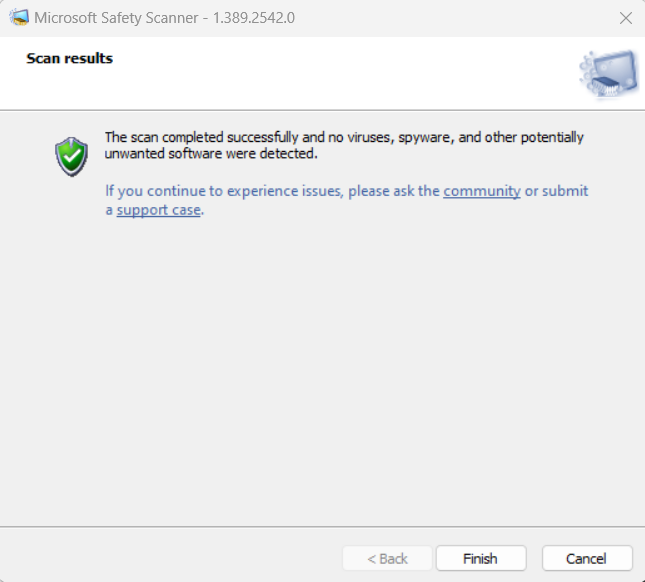 Microsoft Safety Scanner - 1.389.2542.0
Scan results
The scan completed successfully and no viruses, spyware, and other potentially
unwanted software were detected.
If you continue to experience issues, please ask the community or submit
a support case.
< Back
Finish
Cancel